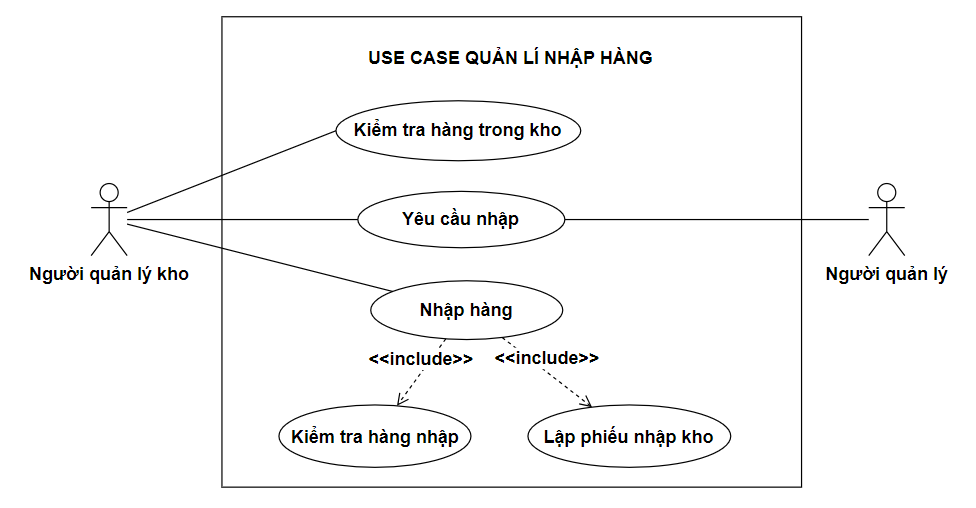 USE CASE QUẢN LÍ NHẬP HÀNG
Kiểm tra hàng trong kho
Yêu cầu nhập
Người quản lý kho
Người quản lý
Nhập hàng
<<include>>
<<include>>
Kiểm tra hàng nhập
Lập phiếu nhập kho